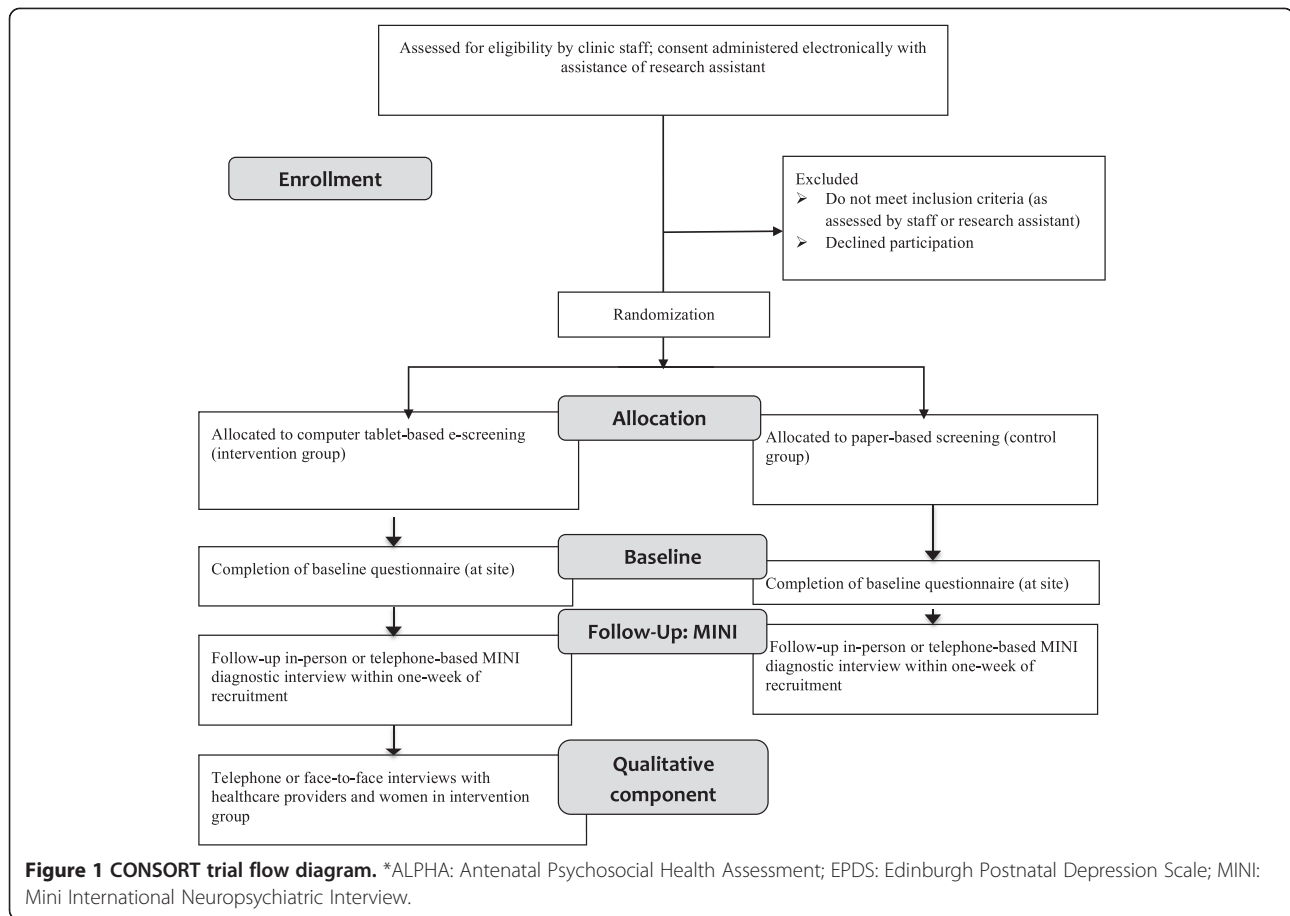 Assessed for eligibility by clinic staff; consent administered electronically with
assistance of research assistant
Enrollment
Excluded
➢ Do not meet inclusion criteria (as
assessed by staff or research assistant)
➢ Declined participation
Randomization
Allocation
Allocated to computer tablet-based e-screening
(intervention group)
Allocated to paper-based screening (control
group)
Baseline
Completion of baseline questionnaire (at site)
Completion of baseline questionnaire (at site)
Follow-Up: MINI
Follow-up in-person or telephone-based MINI
diagnostic interview within one-week of
recruitment
Follow-up in-person or telephone-based MINI
diagnostic interview within one-week of
recruitment
Qualitative
component
Telephone or face-to-face interviews with
healthcare providers and women in intervention
group
Figure 1 CONSORT trial flow diagram. *ALPHA: Antenatal Psychosocial Health Assessment; EPDS: Edinburgh Postnatal Depression Scale; MINI:
Mini International Neuropsychiatric Interview.